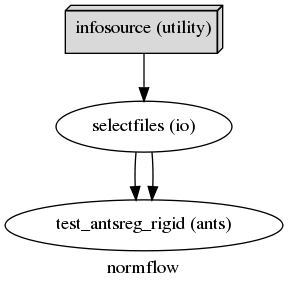 infosource (utility)
selectfiles (io)
test_antsreg_rigid (ants)
normflow